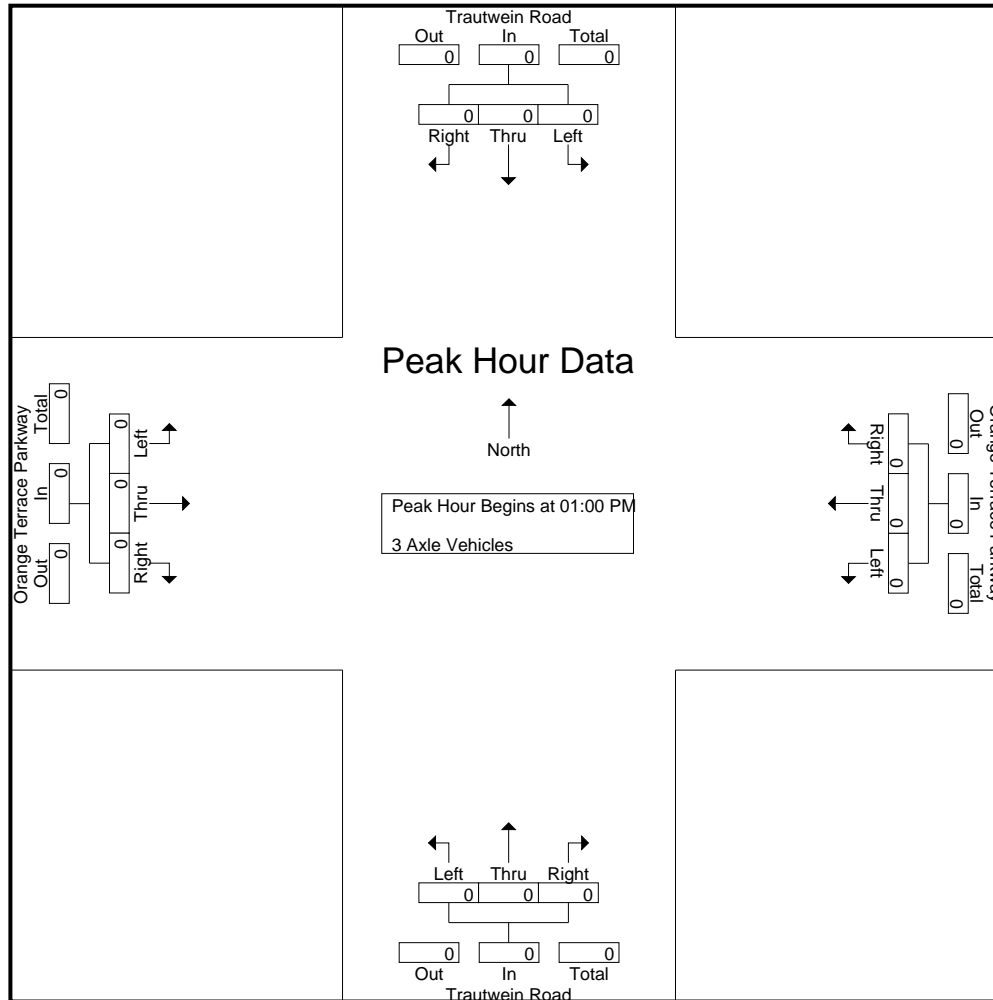 Trautwein Road
Out In Total
0 0 0
0 0 0
Right Thru Left
Peak Hour Data
North
Peak Hour Begins at 01:00 PM
3 Axle Vehicles
Orange Terrace Parkway
Out In Total
0 0 0
0 0 0
Right Thru Left
Orange Terrace Parkway
Out In Total
0 0 0
0 0 0
Right Thru Left
Left Thru Right
0 0 0
0 0 0
Out In Total
Trautwein Road